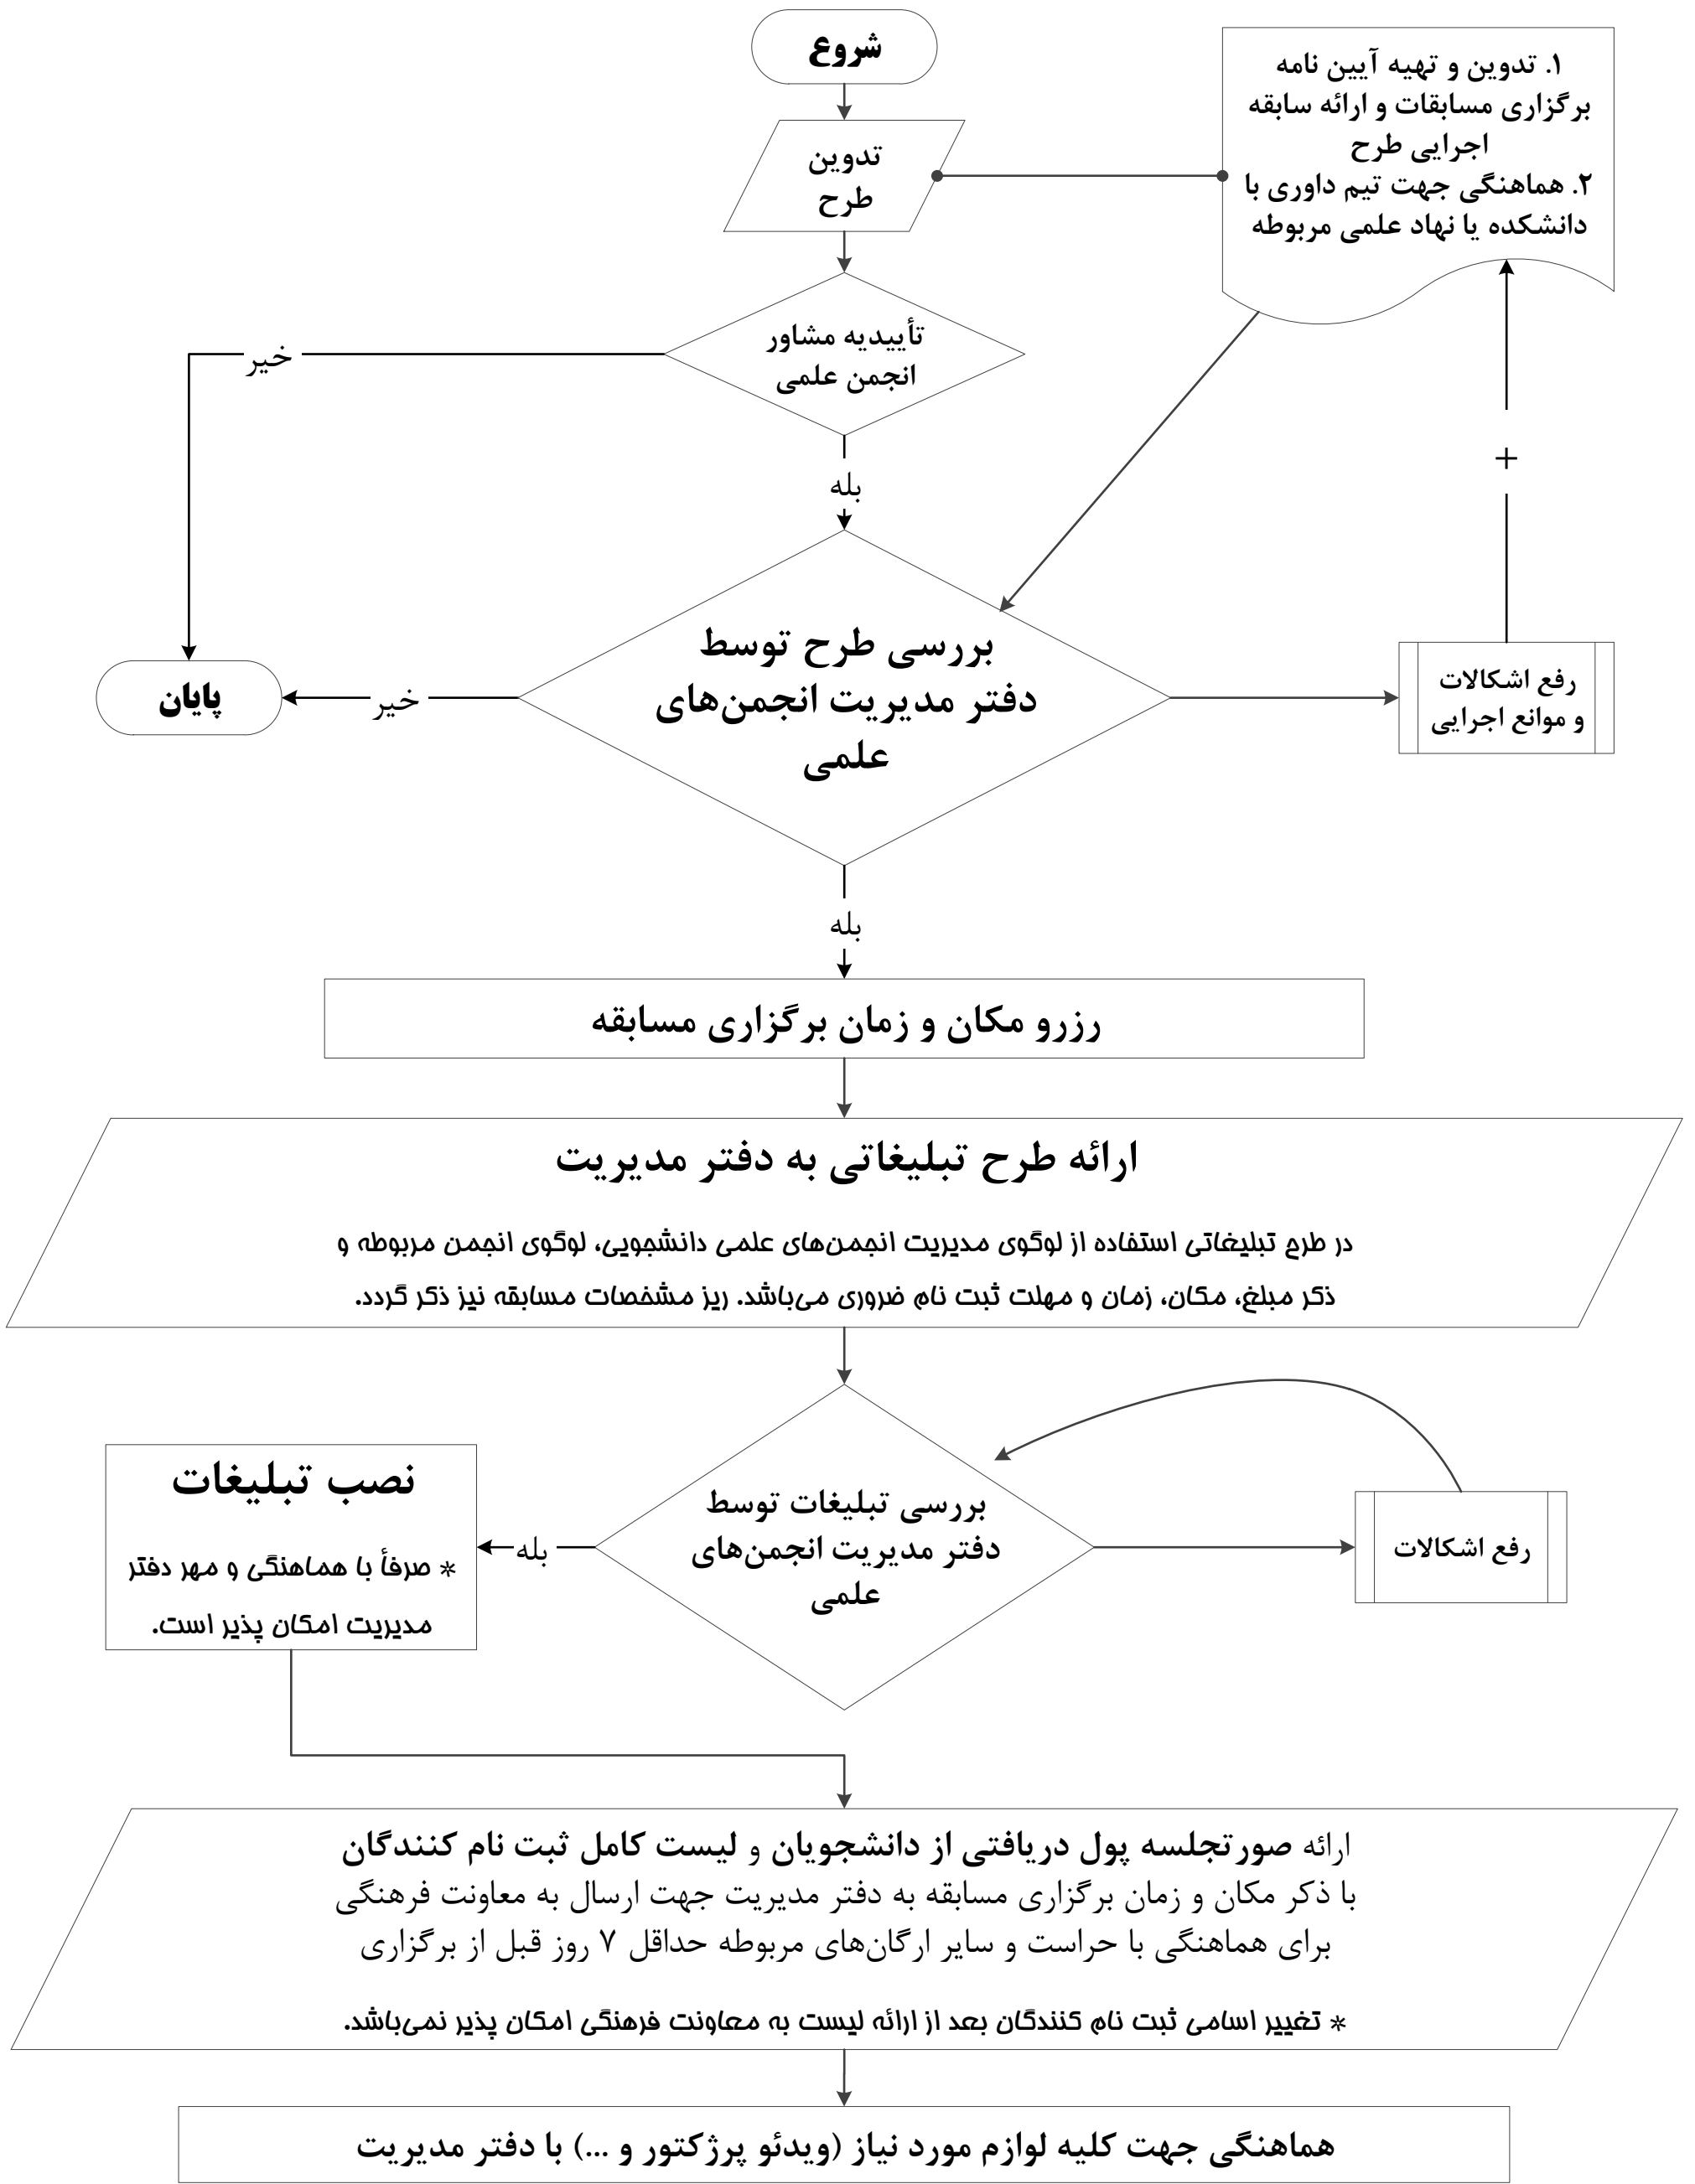 شروع
۱. تدوین و تهیه آیین نامه
برگزاری مسابقات و ارائه سابقه
اجرایی طرح
۲. هماهنگی جهت تیم داوری با
دانشکده یا نهاد علمی مربوطه
تدوین
طرح
تأییدیه مشاور
انجمن علمی
خیر
بله
+
بررسی طرح توسط
دفتر مدیریت انجمن‌های
علمی
رفع اشکالات
و موانع اجرایی
خیر
پایان
بله
رزرو مکان و زمان برگزاری مسابقه
ارائه طرح تبلیغاتی به دفتر مدیریت
در طرح تبلیغاتی استفاده از لوگوی مدیریت انجمن‌های علمی دانشجویی، لوگوی انجمن مربوطه و
ذکر مبلغ، مکان، زمان و مهلت ثبت نام ضروری می‌باشد. ریز مشخصات مسابقه نیز ذکر گردد.
بررسی تبلیغات توسط
دفتر مدیریت انجمن‌های
علمی
رفع اشکالات
بله
نصب تبلیغات
* صرفاً با هماهنگی و مهر دفتر
مدیریت امکان پذیر است.
ارائه صورتجلسه پول دریافتی از دانشجویان و لیست کامل ثبت نام کنندگان
با ذکر مکان و زمان برگزاری مسابقه به دفتر مدیریت جهت ارسال به معاونت فرهنگی
برای هماهنگی با حراست و سایر ارگان‌های مربوطه حداقل ۷ روز قبل از برگزاری
* تغییر اسامی ثبت نام کنندگان بعد از ارائه لیست به معاونت فرهنگی امکان پذیر نمی‌باشد.
هماهنگی جهت کلیه لوازم مورد نیاز (ویدئو پرژکتور و ...) با دفتر مدیریت